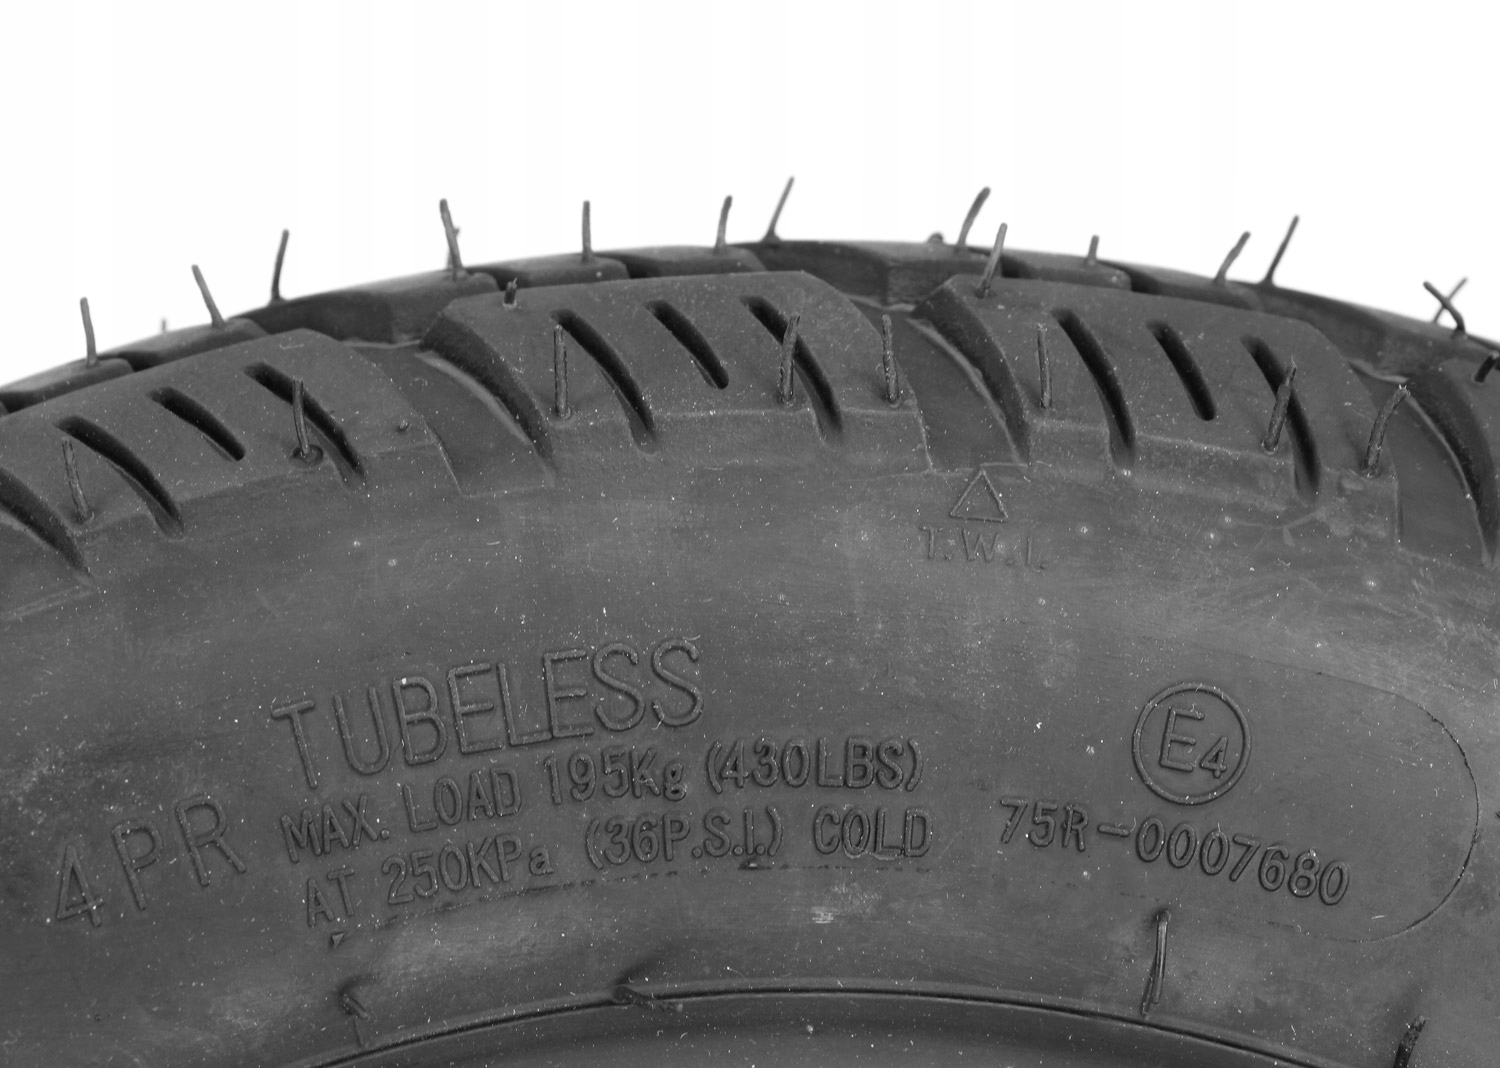 T.W.I.
TUBELESS
4PR
MAX. LOAD 195Kg (430LBS)
AT 250KPa (36P.S.I.) COLD
E4
75R-0007680